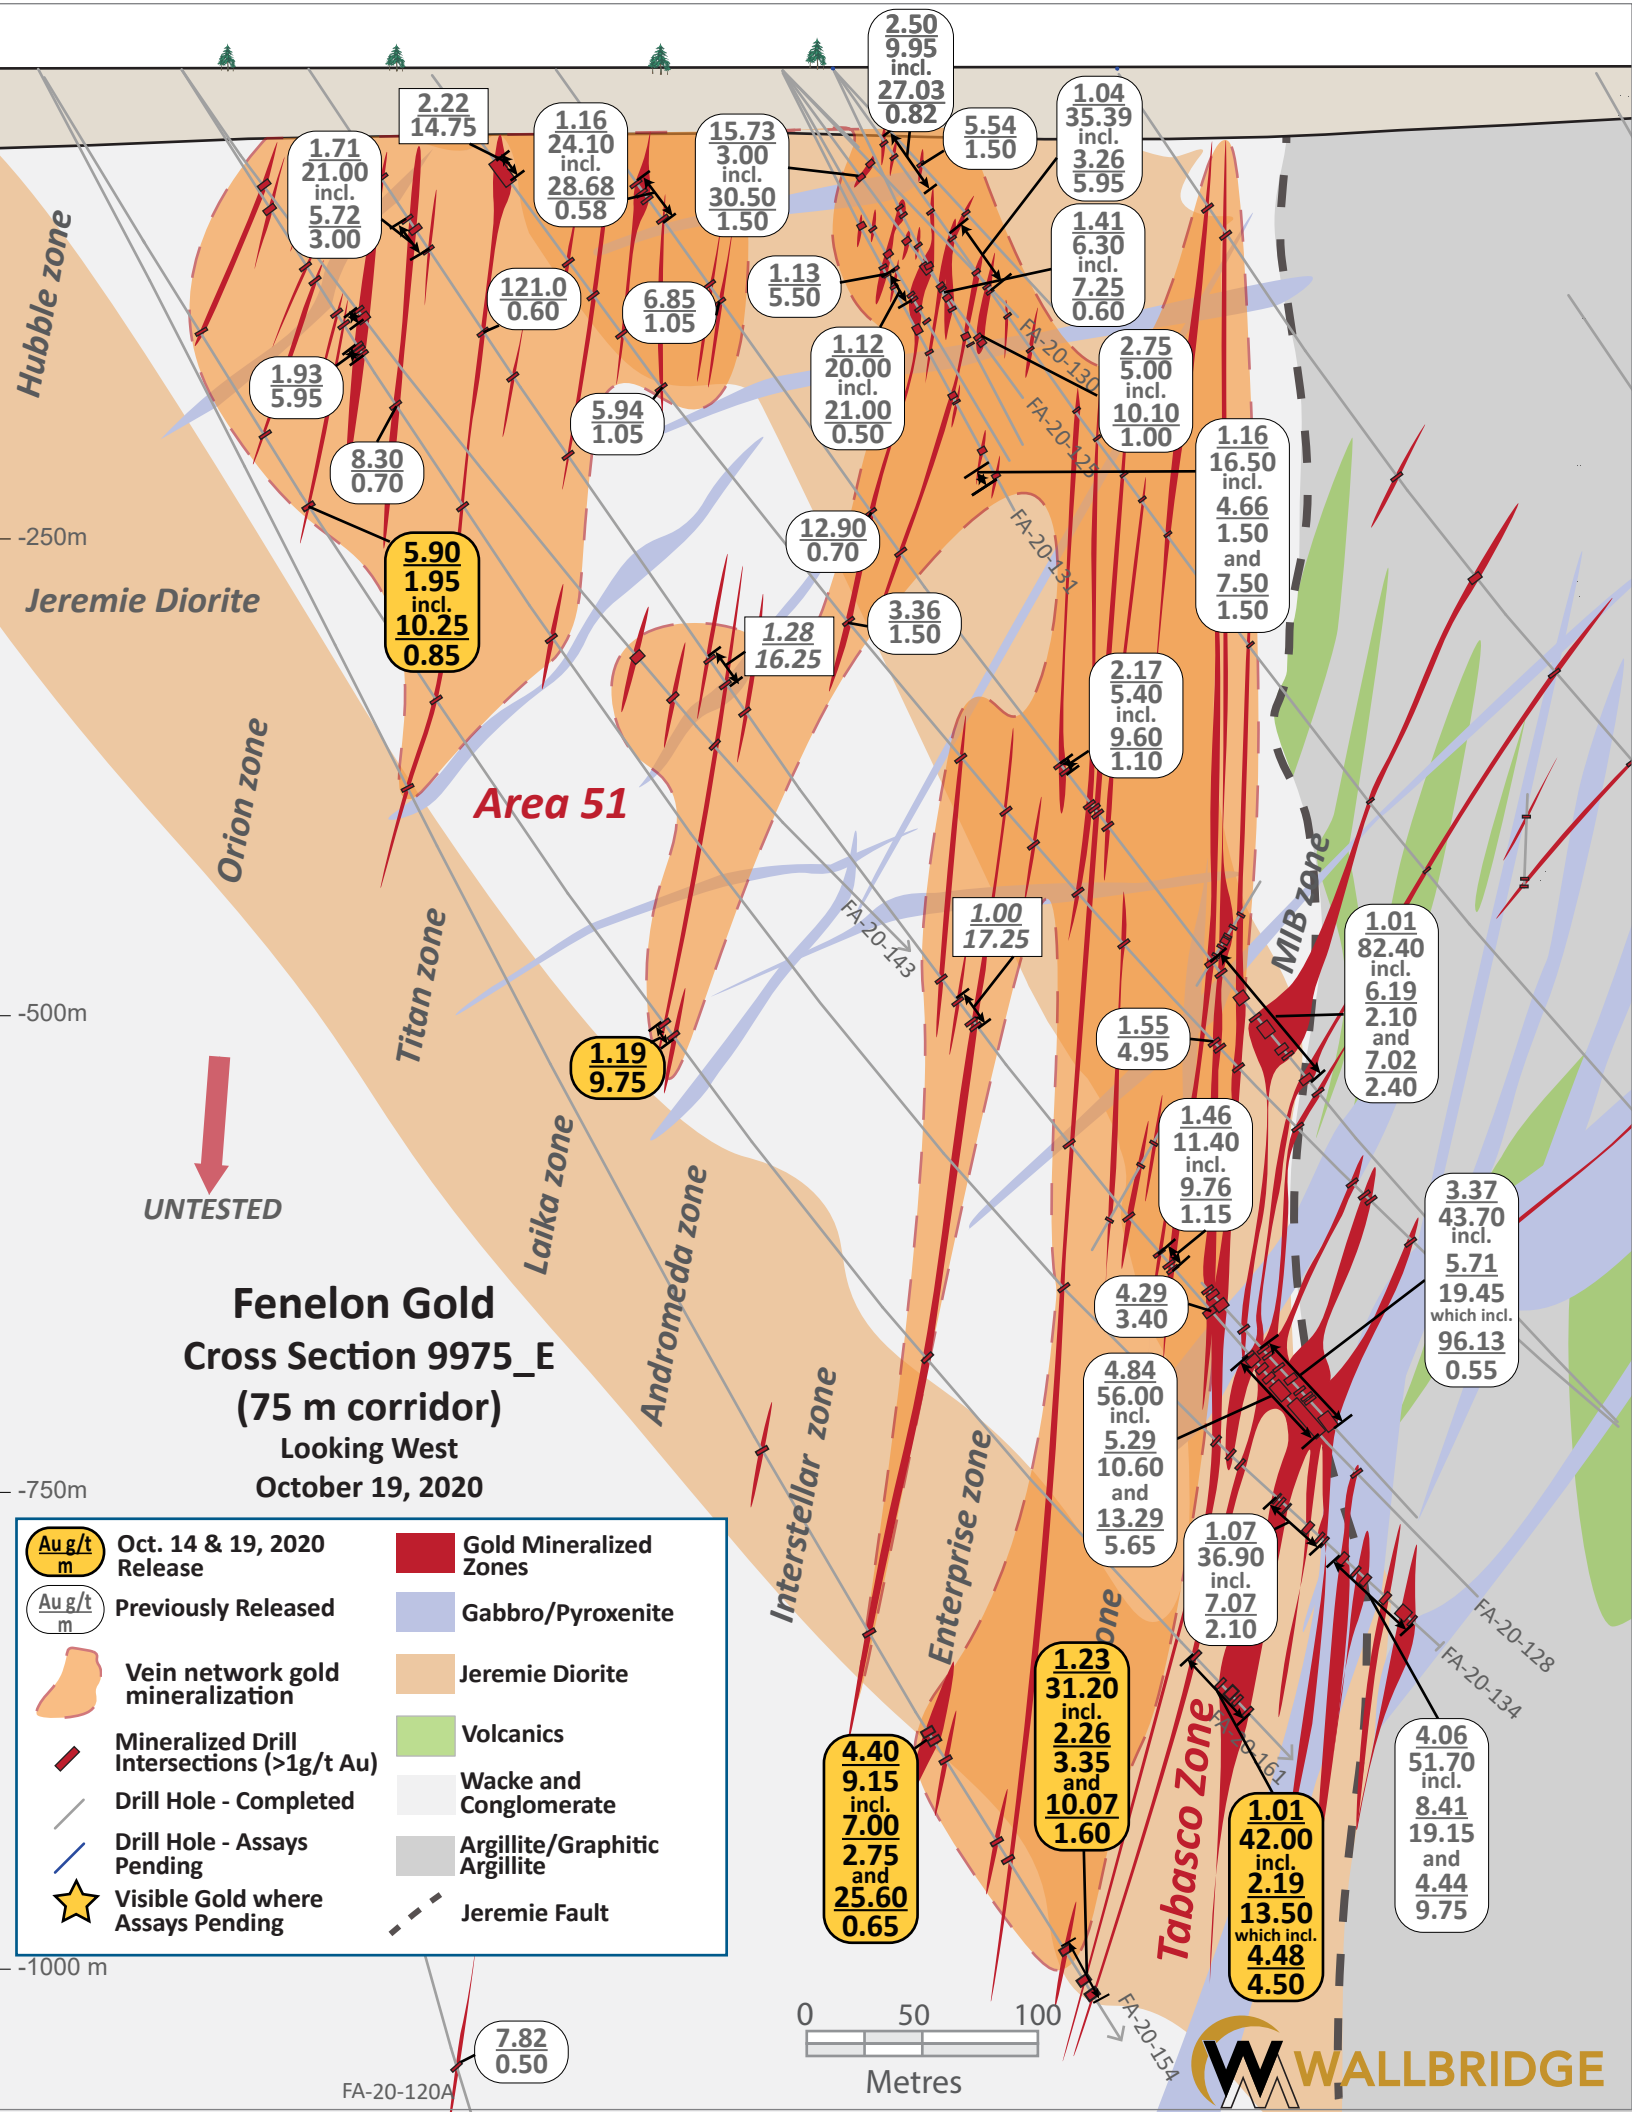 2.50
9.95
incl.
27.03
0.82
2.22
14.75
1.16
24.10
incl.
28.68
0.58
15.73
3.00
incl.
30.50
1.50
5.54
1.50
1.04
35.39
incl.
3.26
5.95
1.71
21.00
incl.
5.72
3.00
1.41
6.30
incl.
7.25
0.60
Hubble zone
121.0
0.60
6.85
1.05
1.13
5.50
1.93
5.95
5.94
1.05
1.12
20.00
incl.
21.00
0.50
FA-20-130
2.75
5.00
incl.
10.10
1.00
FA-20-125
8.30
0.70
1.16
16.50
incl.
4.66
1.50
and
7.50
1.50
-250m
12.90
0.70
FA-20-131
5.90
1.95
incl.
10.25
0.85
Jeremie Diorite
1.28
16.25
3.36
1.50
2.17
5.40
incl.
9.60
1.10
Orion zone
Area 51
MIB zone
FA-20-143
1.00
17.25
1.01
82.40
incl.
6.19
2.10
and
7.02
2.40
Titan zone
-500m
1.19
9.75
1.55
4.95
UNTESTED
Laika zone
Andromeda zone
1.46
11.40
incl.
9.76
1.15
3.37
43.70
incl.
5.71
19.45
which incl.
96.13
0.55
4.29
3.40
Fenelon Gold
Cross Section 9975_E
(75 m corridor)
Looking West
October 19, 2020
4.84
56.00
incl.
5.29
10.60
and
13.29
5.65
Interstellar zone
Enterprise zone
-750m
1.07
36.90
incl.
7.07
2.10
one
FA-20-128
FA-20-134
Au g/t
m
Oct. 14 & 19, 2020
Release
Au g/t
m
Previously Released
Vein network gold
mineralization
Mineralized Drill
Intersections (>1g/t Au)
Drill Hole - Completed
Drill Hole - Assays
Pending
Visible Gold where
Assays Pending
Gold Mineralized
Zones
Gabbro/Pyroxenite
Jeremie Diorite
Volcanics
Wacke and
Conglomerate
Argillite/Graphitic
Argillite
Jeremie Fault
1.23
31.20
incl.
2.26
3.35
and
10.07
1.60
4.40
9.15
incl.
7.00
2.75
and
25.60
0.65
Tabasco Zone
FA-20-161
1.01
42.00
incl.
2.19
13.50
which incl.
4.48
4.50
4.06
51.70
incl.
8.41
19.15
and
4.44
9.75
-1000 m
7.82
0.50
FA-20-120A
0 50 100
Metres
FA-20-154
WALLBRIDGE